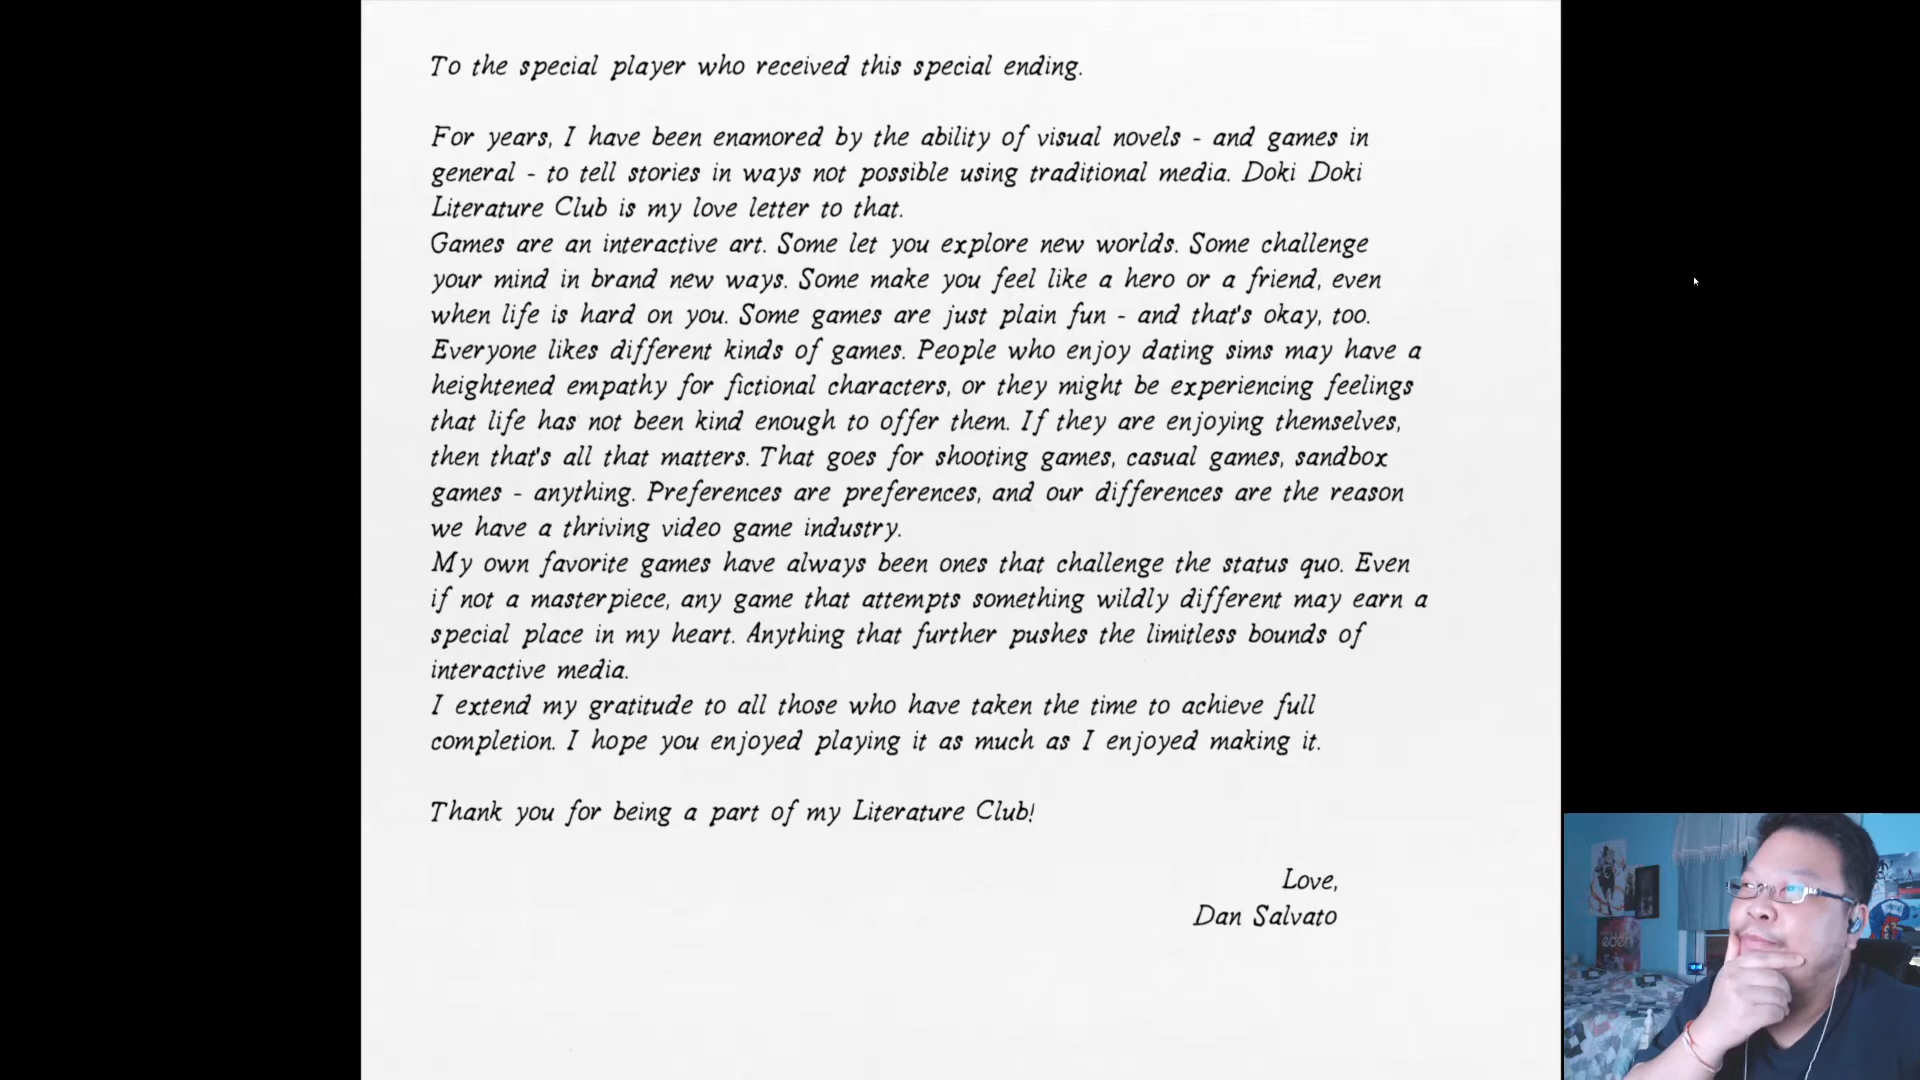 To the special player who received this special ending.
For years, I have been enamored by the ability of visual novels - and games in
general - to tell stories in ways not possible using traditional media. Doki Doki
Literature Club is my love letter to that.
Games are an interactive art. Some let you explore new worlds. Some challenge
your mind in brand new ways. Some make you feel like a hero or a friend, even
when life is hard on you. Some games are just plain fun - and that's okay, too.
Everyone likes different kinds of games. People who enjoy dating sims may have a
heightened empathy for fictional characters, or they might be experiencing feelings
that life has not been kind enough to offer them. If they are enjoying themselves,
then that's all that matters. That goes for shooting games, casual games, sandbox
games - anything. Preferences are preferences, and our differences are the reason
we have a thriving video game industry.
My own favorite games have always been ones that challenge the status quo. Even
if not a masterpiece, any game that attempts something wildly different may earn a
special place in my heart. Anything that further pushes the limitless bounds of
interactive media.
I extend my gratitude to all those who have taken the time to achieve full
completion. I hope you enjoyed playing it as much as I enjoyed making it.
Thank you for being a part of my Literature Club!
Love,
Dan Salvato
eden